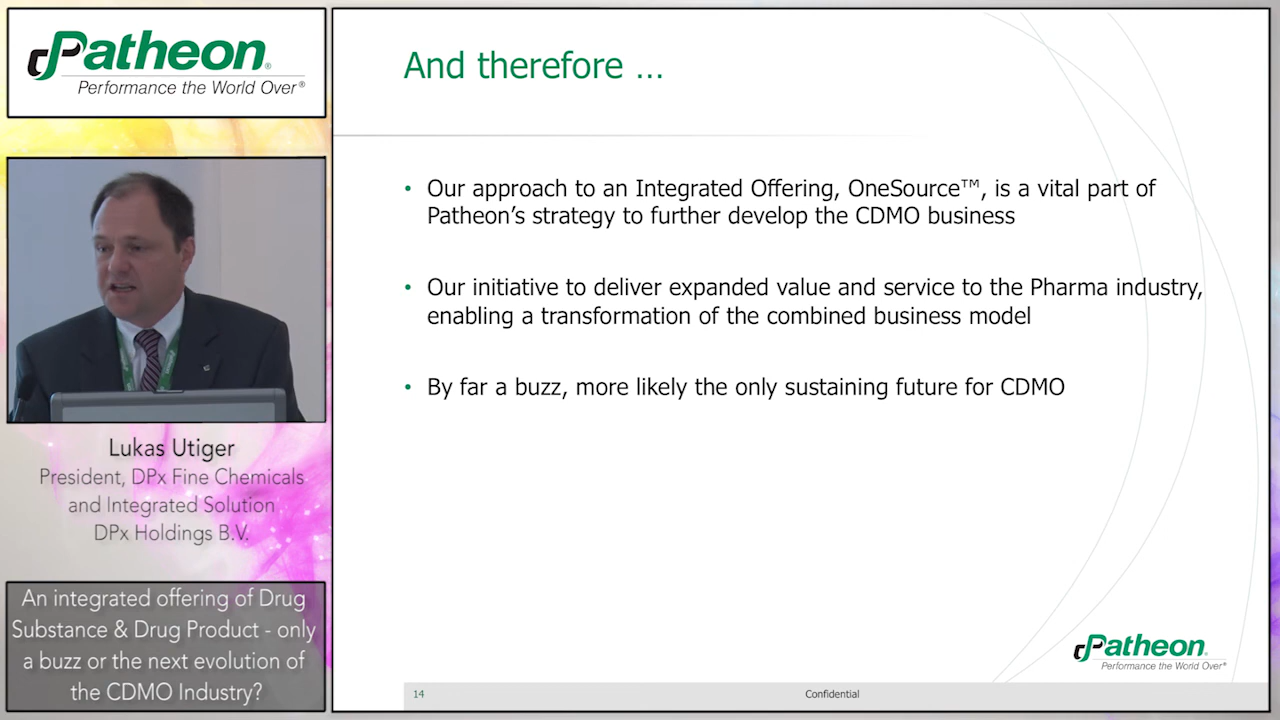 Patheon®
Performance the World Over®
Lukas Utiger
President, DPx Fine Chemicals
and Integrated Solution
DPx Holdings B.V.
An integrated offering of Drug
Substance & Drug Product - only
a buzz or the next evolution of
the CDMO Industry?
And therefore ...
• Our approach to an Integrated Offering, OneSource™, is a vital part of
Patheon’s strategy to further develop the CDMO business
• Our initiative to deliver expanded value and service to the Pharma industry,
enabling a transformation of the combined business model
• By far a buzz, more likely the only sustaining future for CDMO
Patheon®
Performance the World Over®
14
Confidential